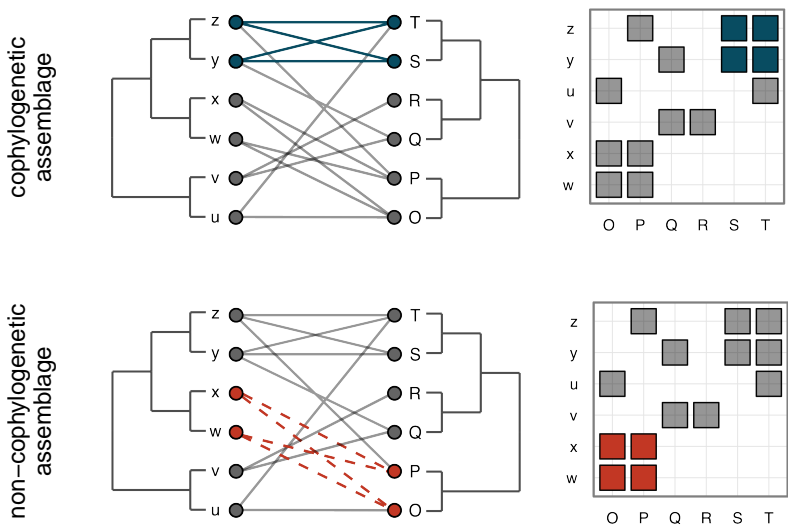 cophylogenetic
assemblage
z
y
x
w
v
u
T
S
R
Q
P
O
z
y
u
v
x
w
O P Q R S T
non−cophylogenetic
assemblage
z
y
x
w
v
u
T
S
R
Q
P
O
z
y
u
v
x
w
O P Q R S T